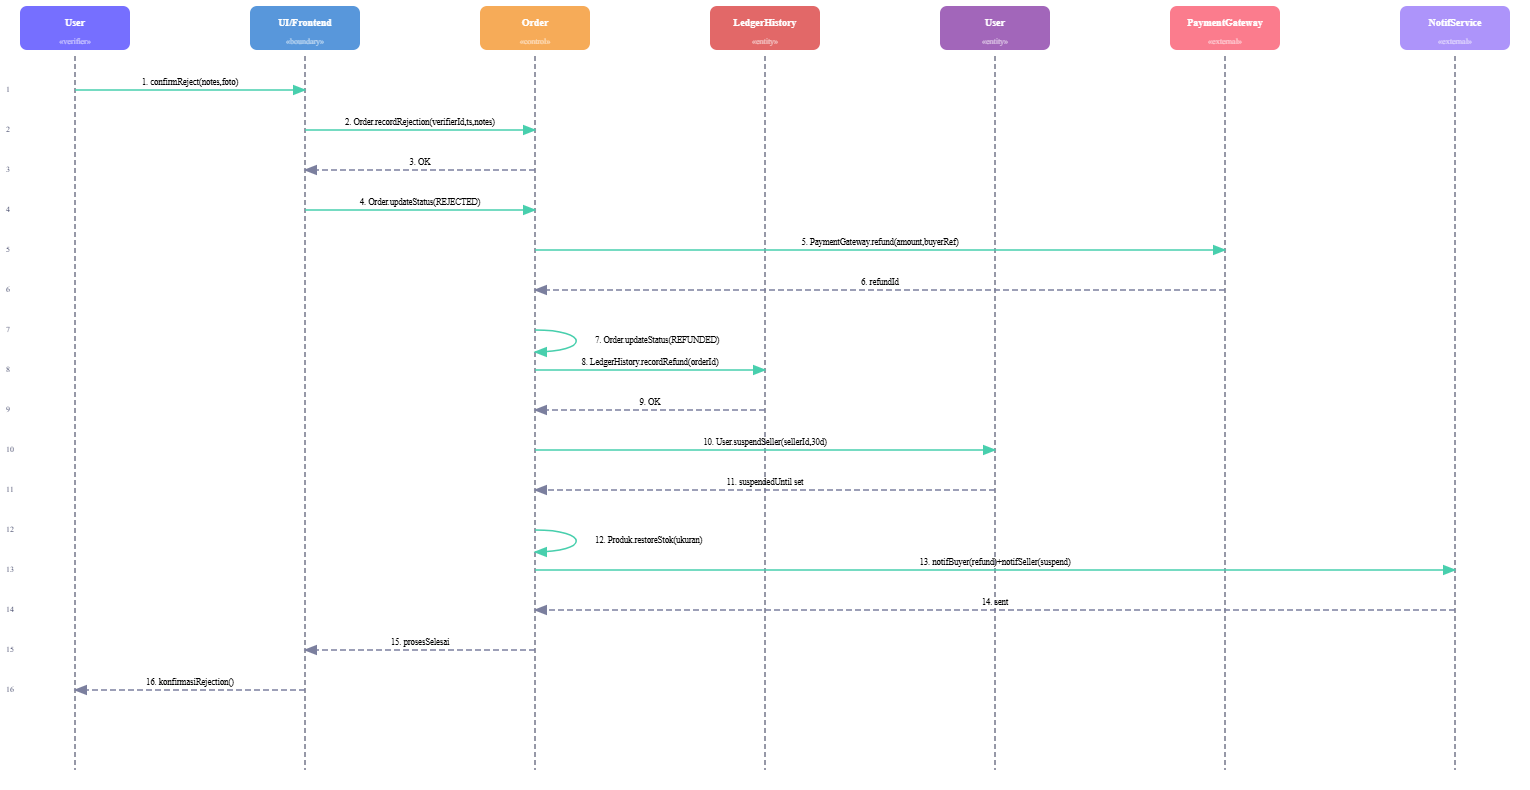 User
«verifier»
UI/Frontend
«boundary»
Order
«control»
LedgerHistory
«entity»
User
«entity»
PaymentGateway
«external»
NotifService
«external»
1
1. confirmReject(notes,foto)
2
2. Order.recordRejection(verifierId,ts,notes)
3
3. OK
4
4. Order.updateStatus(REJECTED)
5
5. PaymentGateway.refund(amount,buyerRef)
6
6. refundId
7
7. Order.updateStatus(REFUNDED)
8
8. LedgerHistory.recordRefund(orderId)
9
9. OK
10
10. User.suspendSeller(sellerId,30d)
11
11. suspendedUntil set
12
12. Produk.restoreStok(ukuran)
13
13. notifBuyer(refund)+notifSeller(suspend)
14
14. sent
15
15. prosesSelesai
16
16. konfirmasiRejection()